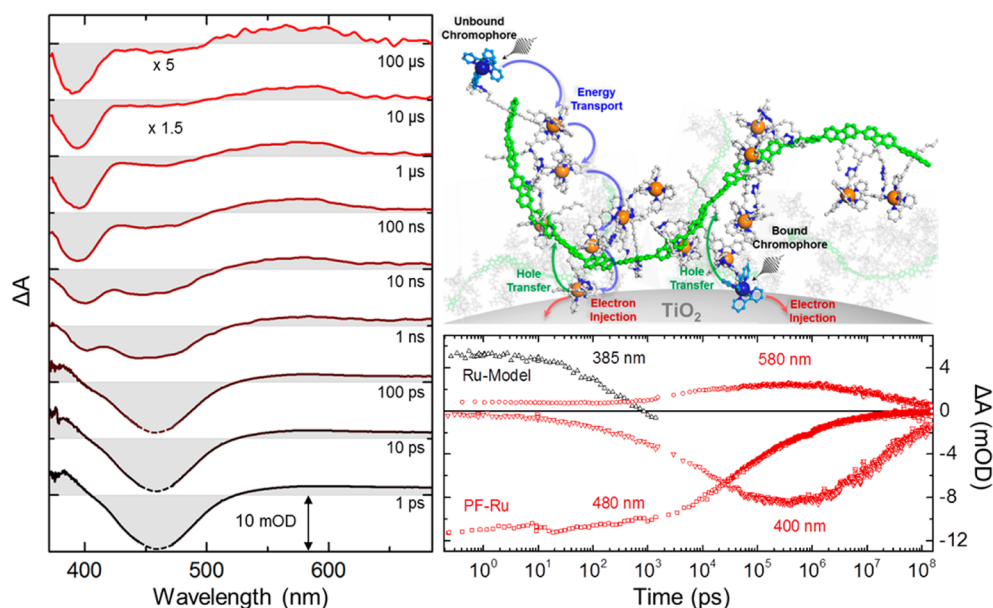 ΔA
100 µs
x 5
10 µs
x 1.5
1 µs
100 ns
10 ns
1 ns
100 ps
10 ps
1 ps
10 mOD
400
500
600
Wavelength (nm)
Unbound
Chromophore
Energy
Transport
Bound
Chromophore
Hole
Transfer
Electron
Injection
TiO2
Hole
Transfer
Electron
Injection
385 nm
580 nm
Ru-Model
PF-Ru
480 nm
400 nm
4
0
-4
-8
-12
ΔA (mOD)
10^0
10^1
10^2
10^3
10^4
10^5
10^6
10^7
10^8
Time (ps)